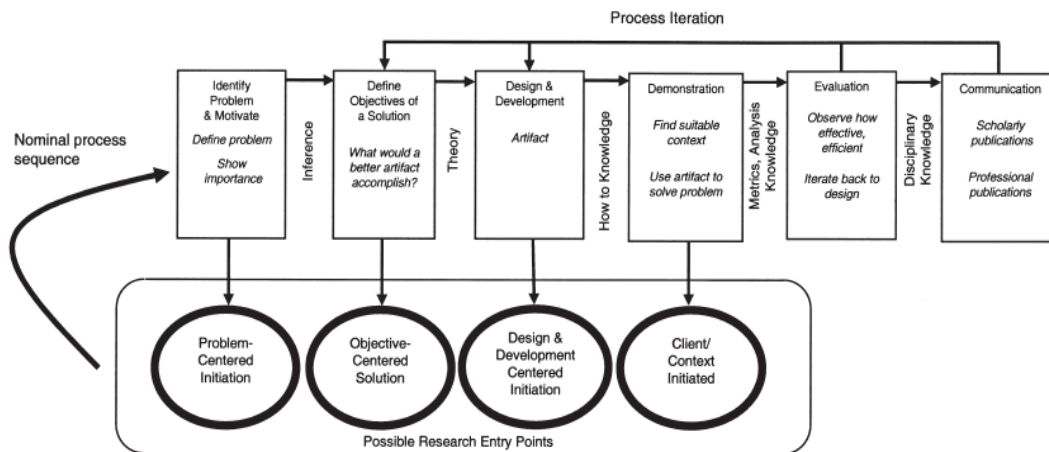 Process Iteration
Nominal process
sequence
Identify
Problem
& Motivate
Define problem
Show
importance
Inference
Define
Objectives of
a Solution
What would a
better artifact
accomplish?
Theory
Design &
Development
Artifact
How to Knowledge
Demonstration
Find suitable
context
Use artifact to
solve problem
Metrics, Analysis
Knowledge
Evaluation
Observe how
effective,
efficient
Iterate back to
design
Disciplinary
Knowledge
Communication
Scholarly
publications
Professional
publications
Problem-
Centered
Initiation
Objective-
Centered
Solution
Design &
Development
Centered
Initiation
Client/
Context
Initiated
Possible Research Entry Points